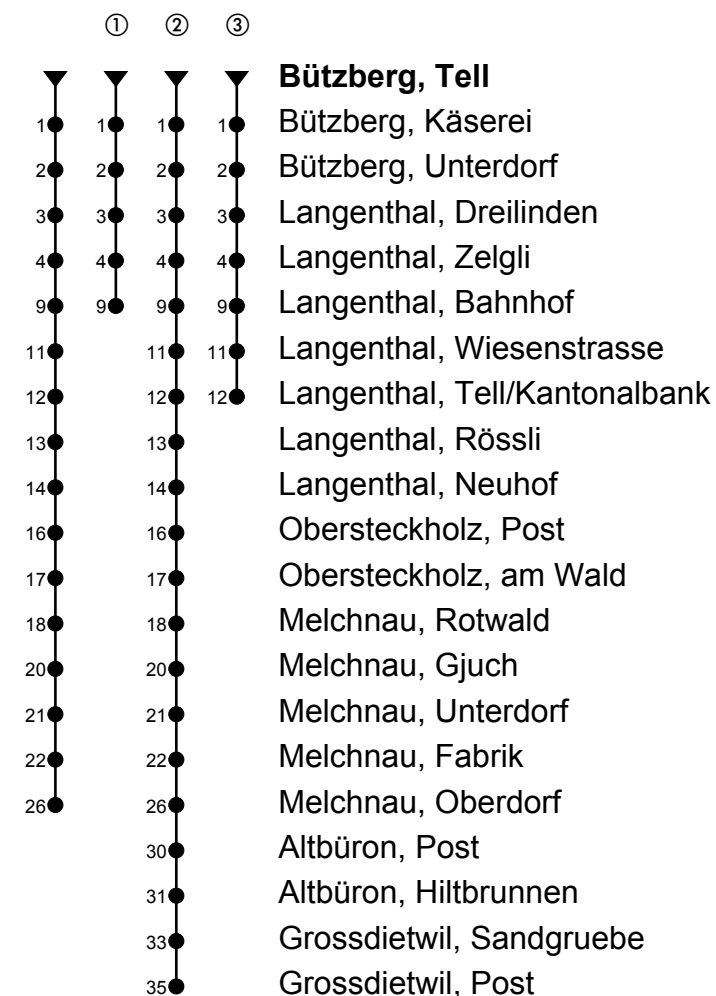 ① ② ③
Bützberg, Tell
1 1 1 1 Bützberg, Käserei
2 2 2 2 Bützberg, Unterdorf
3 3 3 3 Langenthal, Dreilinden
4 4 4 4 Langenthal, Zelgli
9 9 9 9 Langenthal, Bahnhof
11 11 11 Langenthal, Wiesenstrasse
12 12 12 Langenthal, Tell/Kantonalbank
13 13 Langenthal, Rössli
14 14 Langenthal, Neuhof
16 16 Obersteckholz, Post
17 17 Obersteckholz, am Wald
18 18 Melchnau, Rotwald
20 20 Melchnau, Gjuch
21 21 Melchnau, Unterdorf
22 22 Melchnau, Fabrik
26 26 Melchnau, Oberdorf
30 Altbüron, Post
31 Altbüron, Hiltbrunnen
33 Grossdietwil, Sandgruebe
35 Grossdietwil, Post